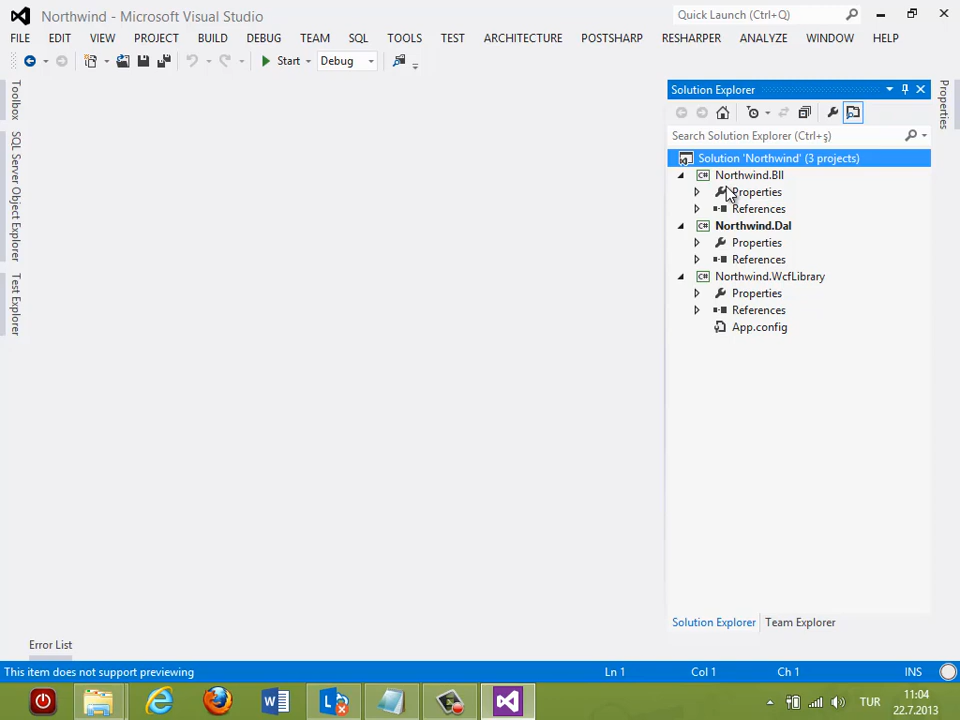 Northwind - Microsoft Visual Studio
Quick Launch (Ctrl+Q)
FILE EDIT VIEW PROJECT BUILD DEBUG TEAM SQL TOOLS TEST ARCHITECTURE POSTSHARP RESHARPER ANALYZE WINDOW HELP
Start Debug
Toolbox
SQL Server Object Explorer
Test Explorer
Solution Explorer
Search Solution Explorer (Ctrl+ş)
Solution 'Northwind' (3 projects)
C# Northwind.Bll
Properties
References
C# Northwind.Dal
Properties
References
C# Northwind.WcfLibrary
Properties
References
App.config
Properties
Solution Explorer Team Explorer
Error List
This item does not support previewing Ln 1 Col 1 Ch 1 INS
TUR
11:04
22.7.2013